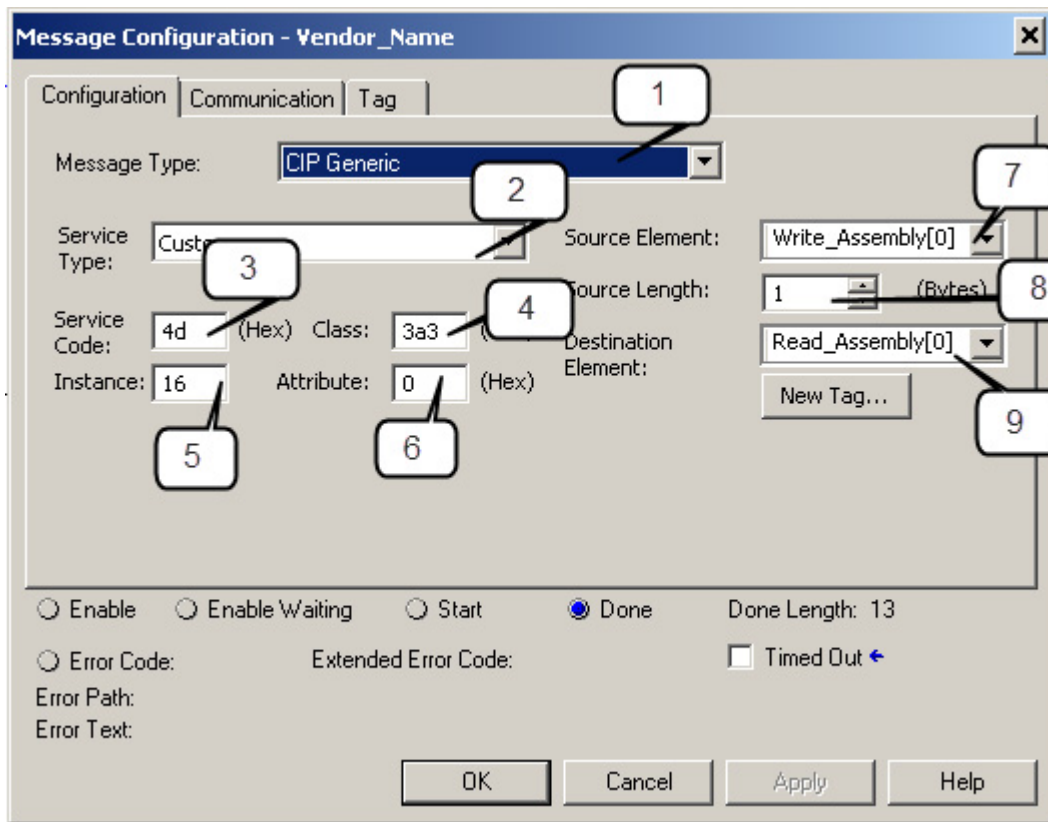 Message Configuration - Vendor_Name
Configuration Communication Tag
1
Message Type: CIP Generic
2
7
Service Type:
3
Source Element: Write_Assembly[0]
4
Source Length: 1 (Bytes)
8
Service Code: 4d (Hex) Class: 3a3
Destination Element: Read_Assembly[0]
Instance: 16 Attribute: 0 (Hex)
New Tag...
5
6
9
Enable Enable Waiting Start Done Done Length: 13
Error Code: Extended Error Code: Timed Out
Error Path:
Error Text:
OK Cancel Apply Help